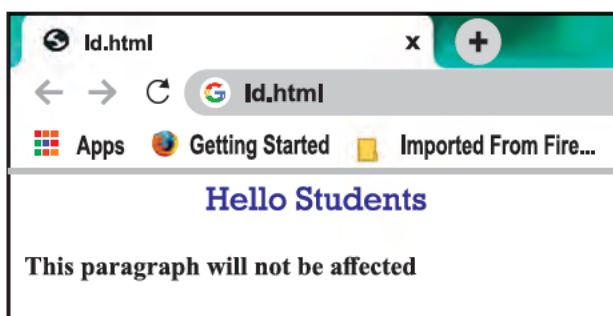 Id.html x +
Id.html
Apps Getting Started Imported From Fire...
Hello Students
This paragraph will not be affected